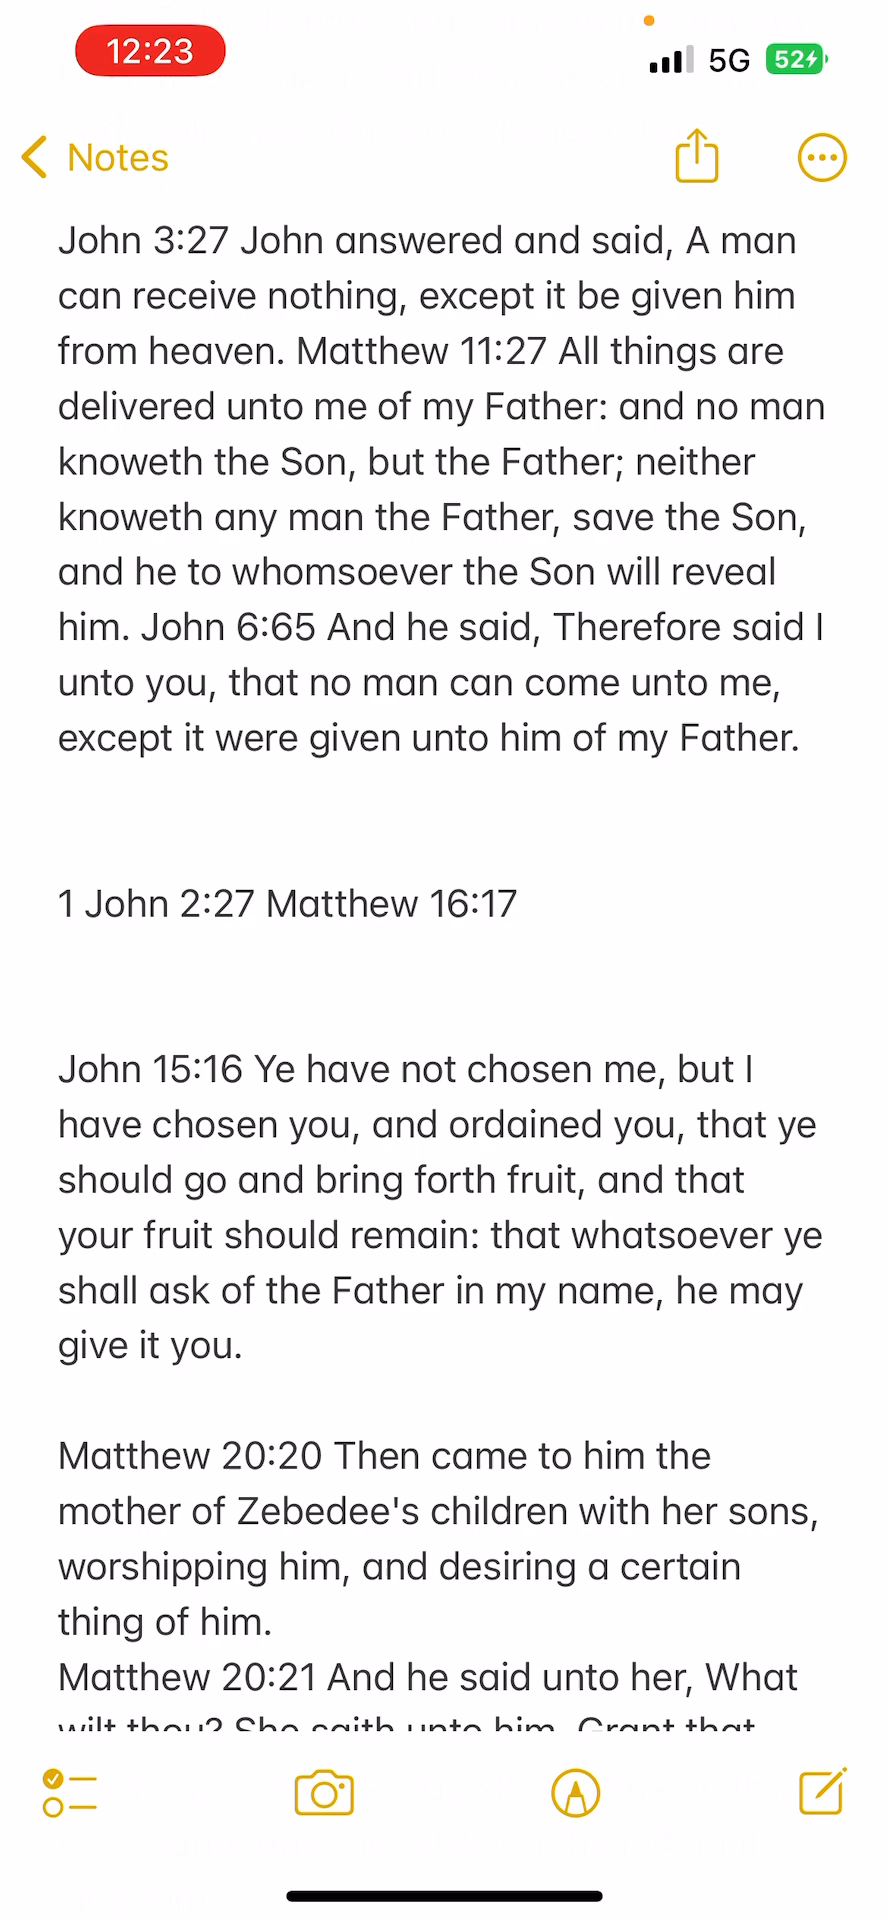 12:23
5G
52
Notes
John 3:27 John answered and said, A man
can receive nothing, except it be given him
from heaven. Matthew 11:27 All things are
delivered unto me of my Father: and no man
knoweth the Son, but the Father; neither
knoweth any man the Father, save the Son,
and he to whomsoever the Son will reveal
him. John 6:65 And he said, Therefore said I
unto you, that no man can come unto me,
except it were given unto him of my Father.
1 John 2:27 Matthew 16:17
John 15:16 Ye have not chosen me, but I
have chosen you, and ordained you, that ye
should go and bring forth fruit, and that
your fruit should remain: that whatsoever ye
shall ask of the Father in my name, he may
give it you.
Matthew 20:20 Then came to him the
mother of Zebedee's children with her sons,
worshipping him, and desiring a certain
thing of him.
Matthew 20:21 And he said unto her, What
wilt thou? She saith unto him, Grant that